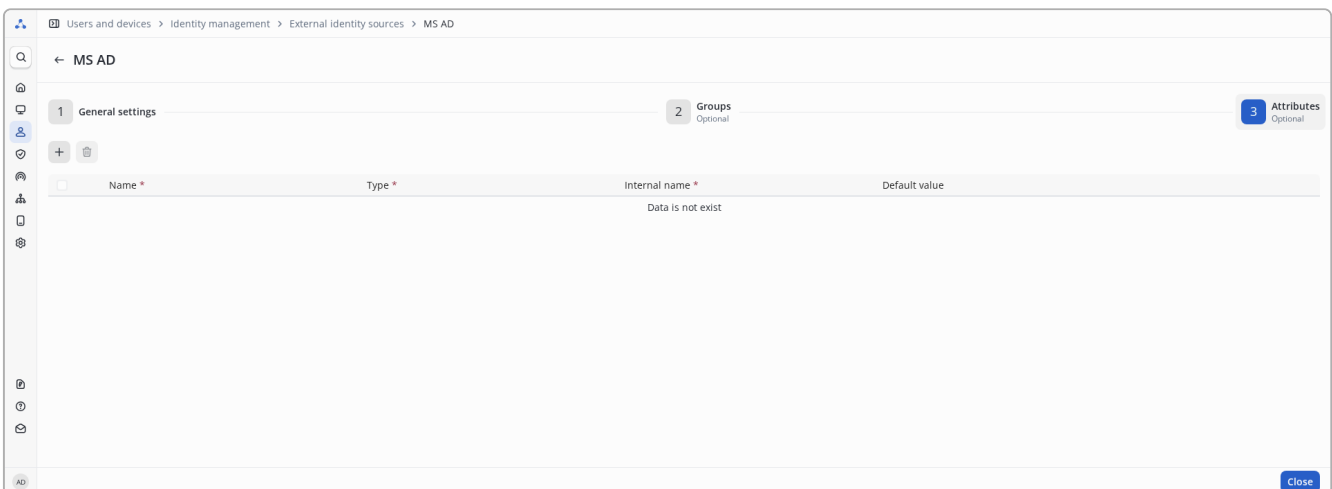 Users and devices > Identity management > External identity sources > MS AD
← MS AD
1 General settings
2 Groups
Optional
3 Attributes
Optional
Name * Type * Internal name * Default value
Data is not exist
AD
Close